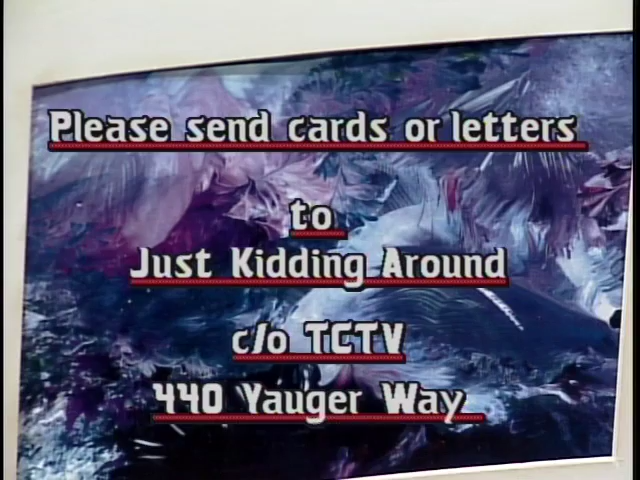 Please send cards or letters
to
Just Kidding Around
c/o TCTV
440 Yauger Way